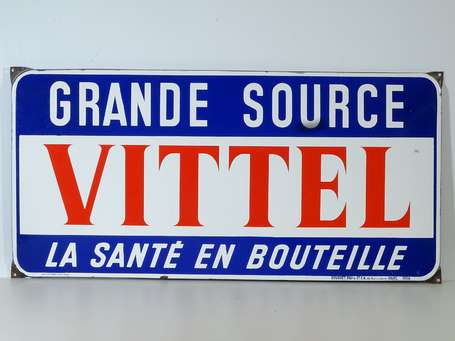 GRANDE SOURCE
VITTEL
LA SANTÉ EN BOUTEILLE